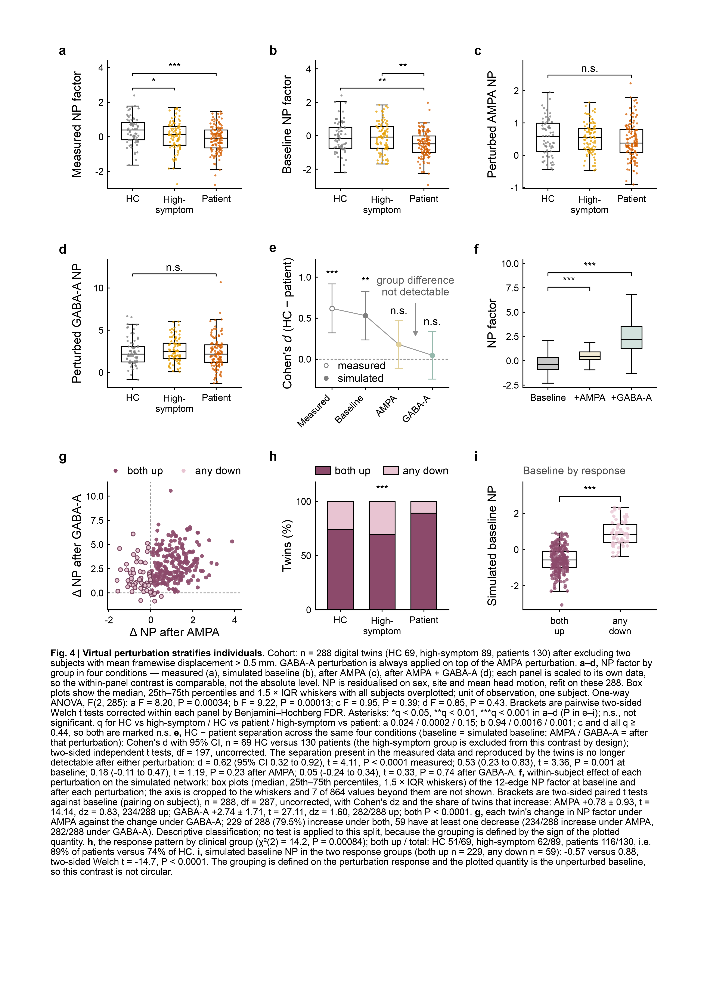 a
b
c
4
2
0
-2
Measured NP factor
***
*
HC
High-
symptom
Patient
4
2
0
-2
Baseline NP factor
**
**
HC
High-
symptom
Patient
2
1
0
-1
Perturbed AMPA NP
n.s.
HC
High-
symptom
Patient
d
e
f
10
5
0
Perturbed GABA-A NP
n.s.
HC
High-
symptom
Patient
1.0
0.5
0.0
Cohen's d (HC − patient)
***
**
group difference
not detectable
n.s.
n.s.
measured
simulated
Measured
Baseline
AMPA
GABA-A
10.0
7.5
5.0
2.5
0.0
-2.5
NP factor
***
***
Baseline
+AMPA
+GABA-A
g
h
i
both up
any down
10.0
7.5
5.0
2.5
0.0
Δ NP after GABA-A
-2
0
2
4
Δ NP after AMPA
both up
any down
***
100
50
0
Twins (%)
HC
High-
symptom
Patient
Baseline by response
***
2
0
-2
Simulated baseline NP
both
up
any
down
Fig. 4 | Virtual perturbation stratifies individuals. Cohort: n = 288 digital twins (HC 69, high-symptom 89, patients 130) after excluding two
subjects with mean framewise displacement > 0.5 mm. GABA-A perturbation is always applied on top of the AMPA perturbation. a–d, NP factor by
group in four conditions — measured (a), simulated baseline (b), after AMPA (c), after AMPA + GABA-A (d); each panel is scaled to its own data,
so the within-panel contrast is comparable, not the absolute level. NP is residualised on sex, site and mean head motion, refit on these 288. Box
plots show the median, 25th–75th percentiles and 1.5 × IQR whiskers with all subjects overplotted; unit of observation, one subject. One-way
ANOVA, F(2, 285): a F = 8.20, P = 0.00034; b F = 9.22, P = 0.00013; c F = 0.95, P = 0.39; d F = 0.85, P = 0.43. Brackets are pairwise two-sided
Welch t tests corrected within each panel by Benjamini–Hochberg FDR. Asterisks: *q < 0.05, **q < 0.01, ***q < 0.001 in a–d (P in e–i); n.s., not
significant. q for HC vs high-symptom / HC vs patient / high-symptom vs patient: a 0.024 / 0.0002 / 0.15; b 0.94 / 0.0016 / 0.001; c and d all q ≥
0.44, so both are marked n.s. e, HC − patient separation across the same four conditions (baseline = simulated baseline; AMPA / GABA-A = after
that perturbation): Cohen's d with 95% CI, n = 69 HC versus 130 patients (the high-symptom group is excluded from this contrast by design);
two-sided independent t tests, df = 197, uncorrected. The separation present in the measured data and reproduced by the twins is no longer
detectable after either perturbation: d = 0.62 (95% CI 0.32 to 0.92), t = 4.11, P < 0.0001 measured; 0.53 (0.23 to 0.83), t = 3.36, P = 0.001 at
baseline; 0.18 (-0.11 to 0.47), t = 1.19, P = 0.23 after AMPA; 0.05 (-0.24 to 0.34), t = 0.33, P = 0.74 after GABA-A. f, within-subject effect of each
perturbation on the simulated network: box plots (median, 25th–75th percentiles, 1.5 × IQR whiskers) of the 12-edge NP factor at baseline and
after each perturbation; the axis is cropped to the whiskers and 7 of 864 values beyond them are not shown. Brackets are two-sided paired t tests
against baseline (pairing on subject), n = 288, df = 287, uncorrected, with Cohen's dz and the share of twins that increase: AMPA +0.78 ± 0.93, t =
14.14, dz = 0.83, 234/288 up; GABA-A +2.74 ± 1.71, t = 27.11, dz = 1.60, 282/288 up; both P < 0.0001. g, each twin's change in NP factor under
AMPA against the change under GABA-A; 229 of 288 (79.5%) increase under both, 59 have at least one decrease (234/288 increase under AMPA,
282/288 under GABA-A). Descriptive classification; no test is applied to this split, because the grouping is defined by the sign of the plotted
quantity. h, the response pattern by clinical group (χ²(2) = 14.2, P = 0.00084); both up / total: HC 51/69, high-symptom 62/89, patients 116/130, i.e.
89% of patients versus 74% of HC. i, simulated baseline NP in the two response groups (both up n = 229, any down n = 59): -0.57 versus 0.88,
two-sided Welch t = -14.7, P < 0.0001. The grouping is defined on the perturbation response and the plotted quantity is the unperturbed baseline,
so this contrast is not circular.